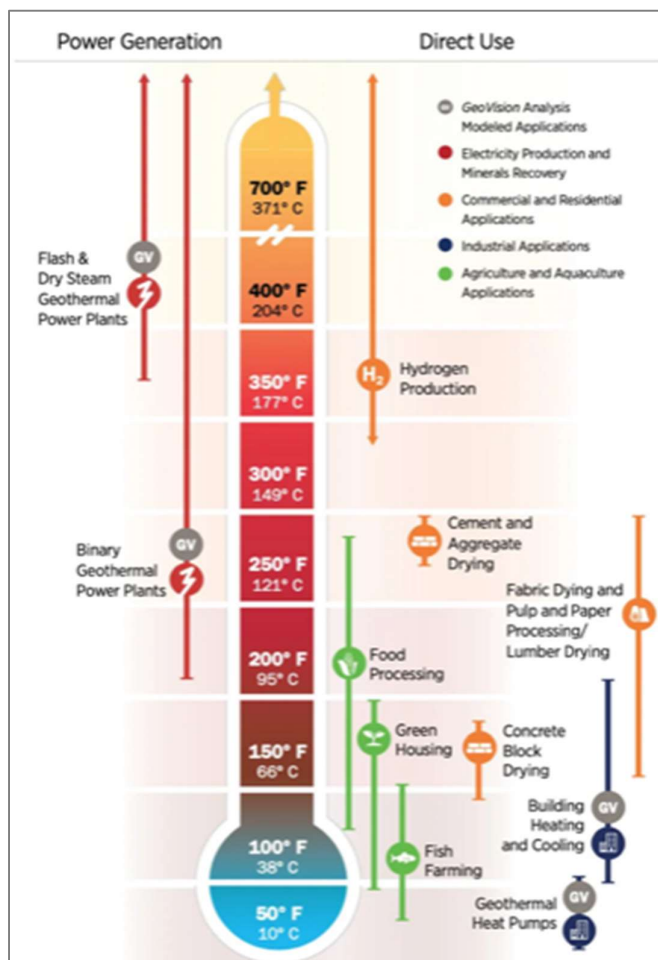 Power Generation
Direct Use
GeoVision Analysis
Modeled Applications
Electricity Production and
Minerals Recovery
Commercial and Residential
Applications
Industrial Applications
Agriculture and Aquaculture
Applications
700° F
371° C
GV
Flash &
Dry Steam
Geothermal
Power Plants
400° F
204° C
350° F
177° C
H2
Hydrogen
Production
300° F
149° C
Cement and
Aggregate
Drying
GV
Binary
Geothermal
Power Plants
250° F
121° C
Fabric Dying and
Pulp and Paper
Processing/
Lumber Drying
200° F
95° C
Food
Processing
Green
Housing
Concrete
Block
Drying
150° F
66° C
Building
Heating
and Cooling
GV
100° F
38° C
Fish
Farming
Geothermal
Heat Pumps
GV
50° F
10° C